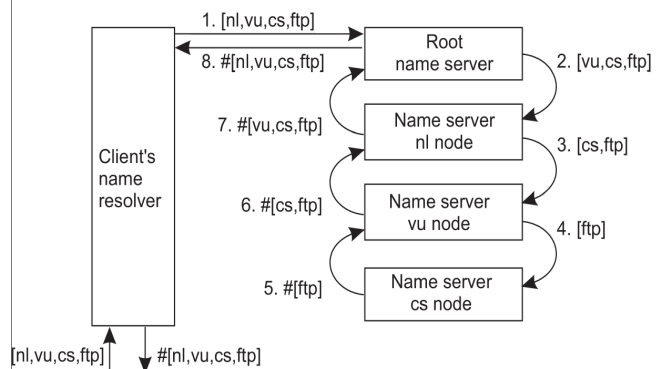 1. [nl,vu,cs,ftp]
8. #[nl,vu,cs,ftp]
Root
name server
2. [vu,cs,ftp]
7. #[vu,cs,ftp]
Name server
nl node
3. [cs,ftp]
Client's
name
resolver
6. #[cs,ftp]
Name server
vu node
4. [ftp]
5. #[ftp]
Name server
cs node
[nl,vu,cs,ftp]
#[nl,vu,cs,ftp]